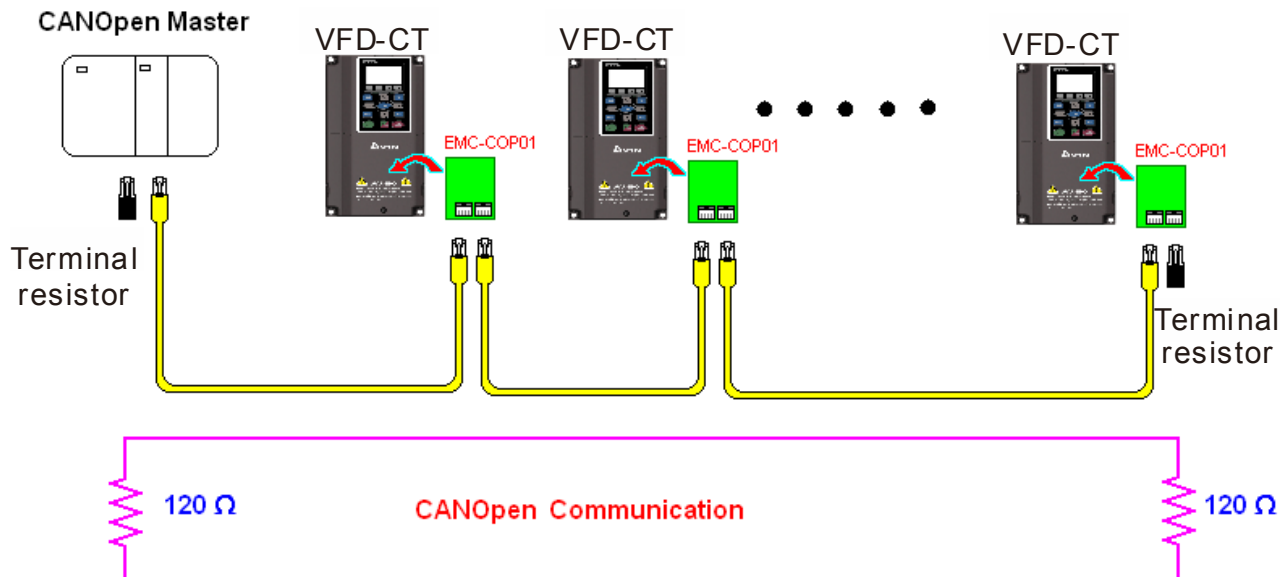 CANOpen Master
VFD-CT
VFD-CT
VFD-CT
EMC-COP01
EMC-COP01
EMC-COP01
Terminal
resistor
Terminal
resistor
120 Ω
CANOpen Communication
120 Ω